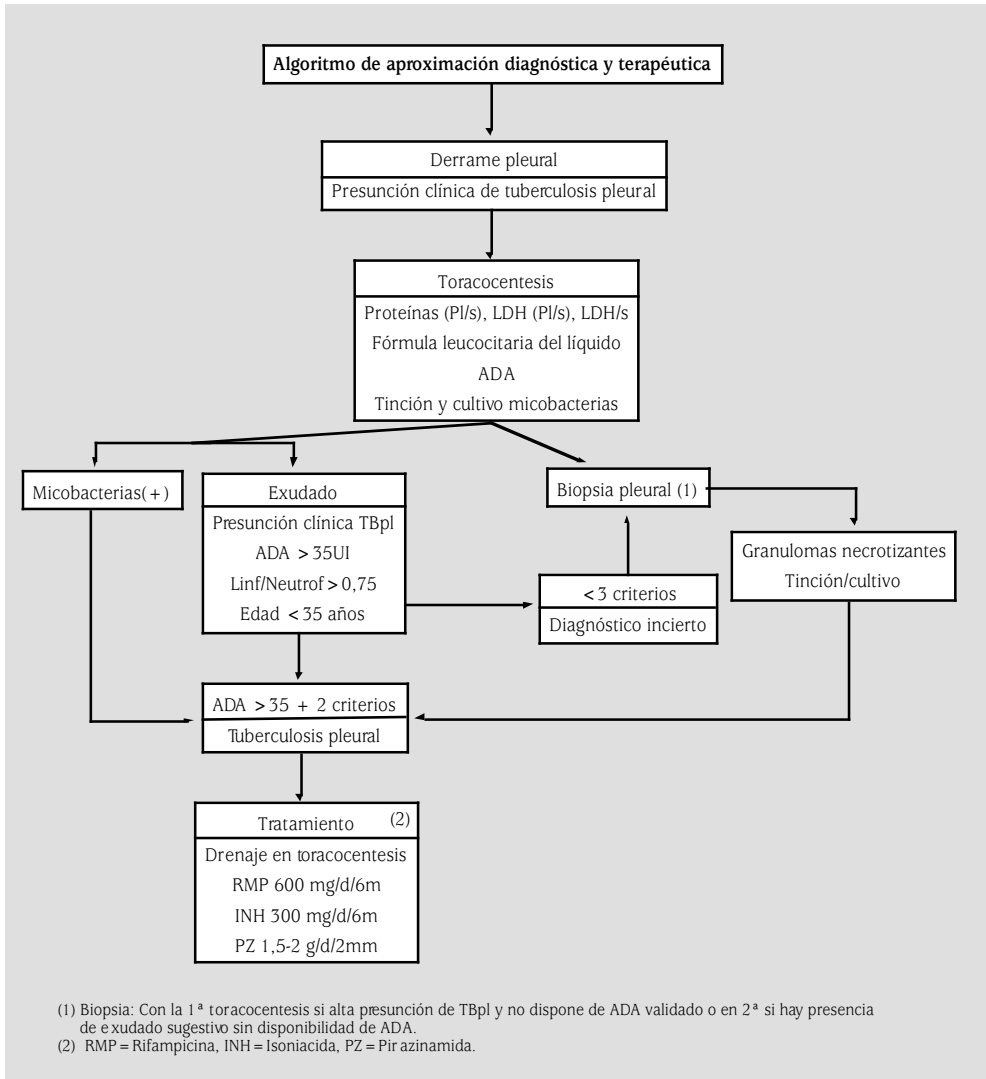 Algoritmo de aproximación diagnóstica y terapéutica
Derrame pleural
Presunción clínica de tuberculosis pleural
Toracocentesis
Proteínas (Pl/s), LDH (Pl/s), LDH/s
Fórmula leucocitaria del líquido
ADA
Tinción y cultivo micobacterias
Micobacterias(+)
Exudado
Presunción clínica TBpl
ADA > 35UI
Linf/Neutrof > 0,75
Edad < 35 años
Biopsia pleural (1)
< 3 criterios
Diagnóstico incierto
Granulomas necrotizantes
Tinción/cultivo
ADA > 35 + 2 criterios
Tuberculosis pleural
Tratamiento (2)
Drenaje en toracocentesis
RMP 600 mg/d/6m
INH 300 mg/d/6m
PZ 1,5-2 g/d/2mm
(1) Biopsia: Con la 1ª toracocentesis si alta presunción de TBpl y no dispone de ADA validado o en 2ª si hay presencia
de exudado sugestivo sin disponibilidad de ADA.
(2) RMP = Rifampicina, INH = Isoniacida, PZ = Pirazinamida.